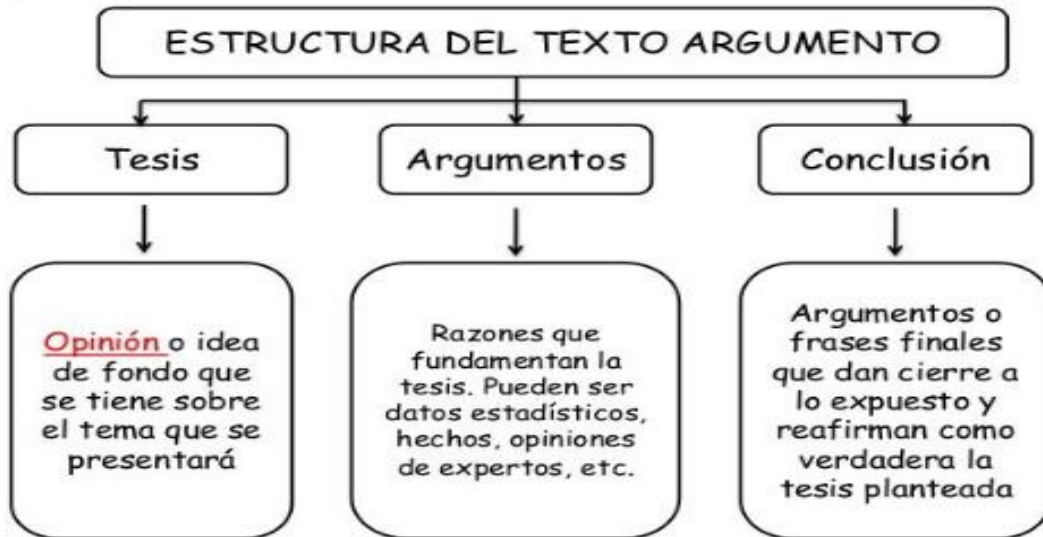 ESTRUCTURA DEL TEXTO ARGUMENTO
Tesis
Argumentos
Conclusión
Opinión o idea
de fondo que
se tiene sobre
el tema que se
presentará
Razones que
fundamentan la
tesis. Pueden ser
datos estadísticos,
hechos, opiniones
de expertos, etc.
Argumentos o
frases finales
que dan cierre a
lo expuesto y
reafirman como
verdadera la
tesis planteada